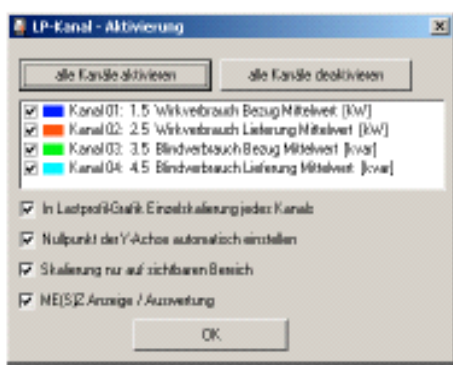 LP-Kanal - Aktivierung
alle Kanäle aktivieren
alle Kanäle deaktivieren
Kanal 01: 1.5 Wirkverbrauch Bezug Mittelwert [kW]
Kanal 02: 2.5 Wirkverbrauch Lieferung Mittelwert [kW]
Kanal 03: 3.5 Blindverbrauch Bezug Mittelwert [kvar]
Kanal 04: 4.5 Blindverbrauch Lieferung Mittelwert [kvar]
In Lastprofil-Grafik Einzelskalierung jedes Kanals
Nullpunkt der Y-Achse automatisch einstellen
Skalierung nur auf sichtbaren Bereich
ME(S)Z Anzeige / Auswertung
OK